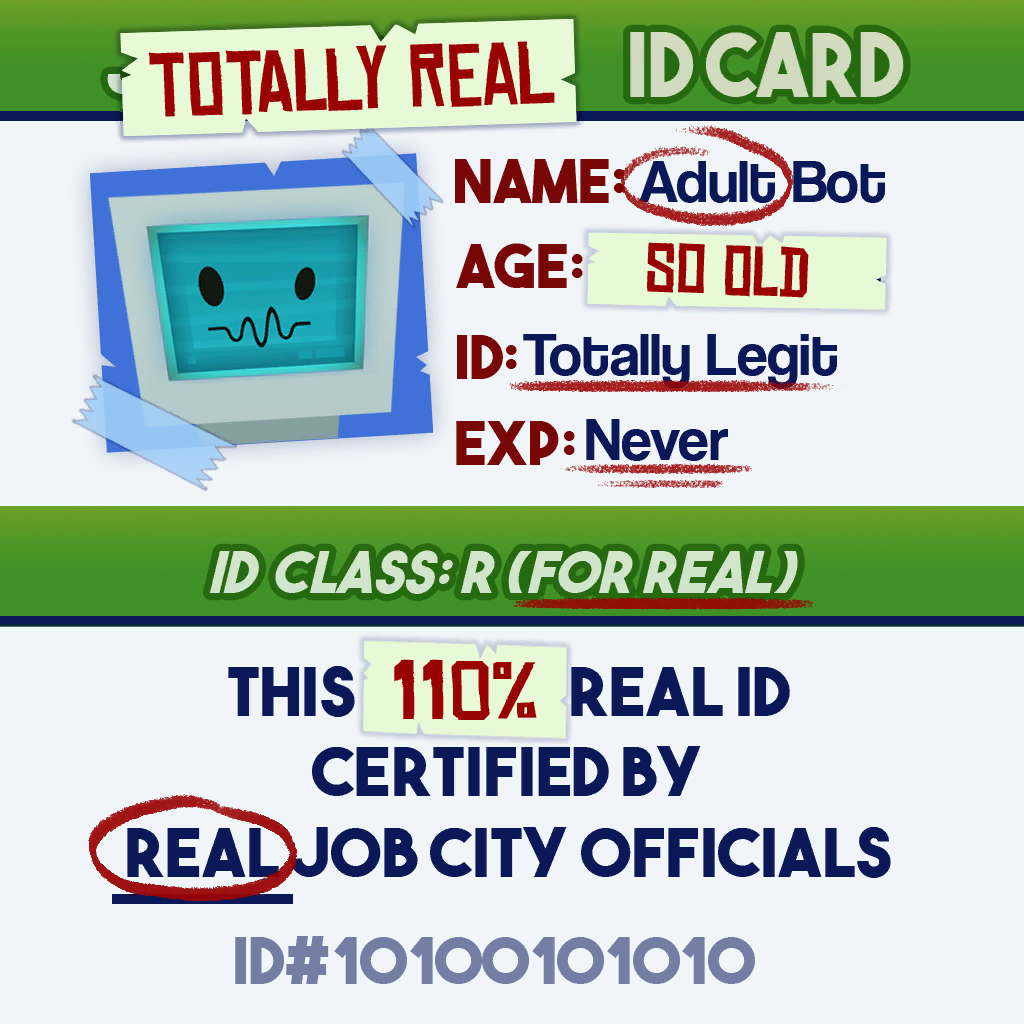 TOTALLY REAL ID CARD
NAME: Adult Bot
AGE: SO OLD
ID: Totally Legit
EXP: Never
ID CLASS: R (FOR REAL)
THIS 110% REAL ID
CERTIFIED BY
REAL JOB CITY OFFICIALS
ID#10100101010